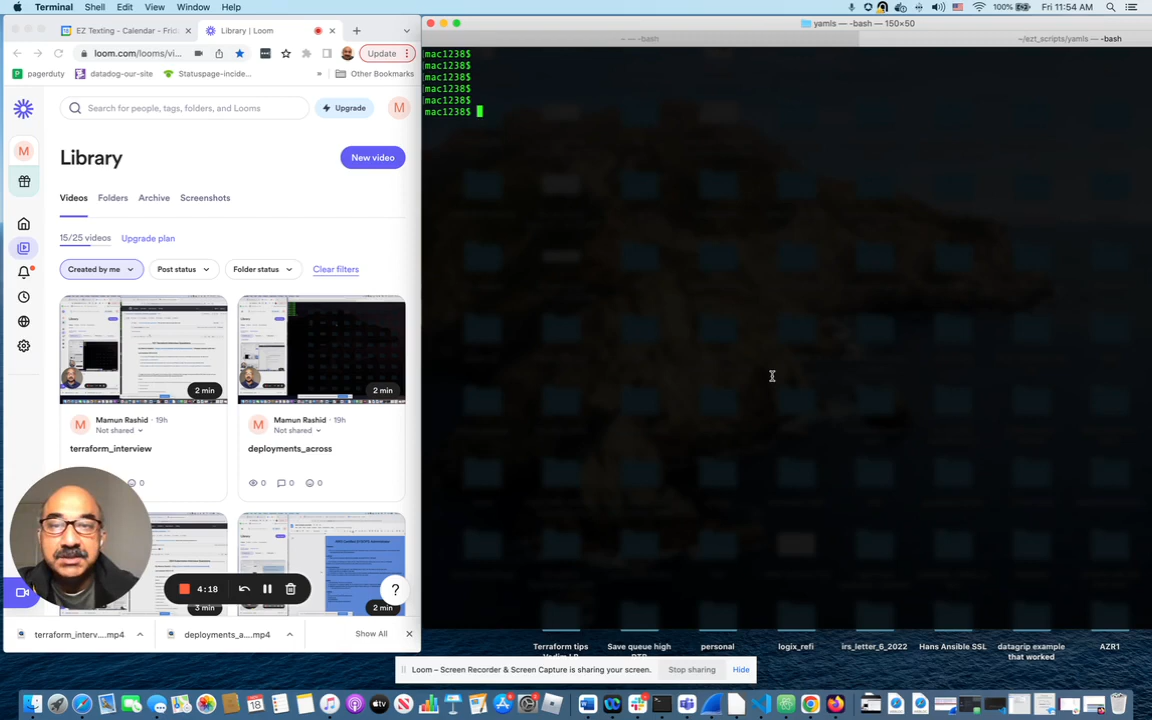 Terminal Shell Edit View Window Help
100% Fri 11:54 AM
EZ Texting - Calendar - Frid
Library | Loom
yamls — -bash — 150×50
~ — -bash
~/ezt_scripts/yamls — -bash
loom.com/looms/vi...
Update
pagerduty
datadog-our-site
Statuspage-incide...
»
Other Bookmarks
mac1238$
mac1238$
mac1238$
mac1238$
mac1238$
mac1238$
Search for people, tags, folders, and Looms
Upgrade
M
M
Library
New video
Videos Folders Archive Screenshots
15/25 videos Upgrade plan
Created by me Post status Folder status Clear filters
2 min
2 min
M Mamun Rashid · 19h
Not shared
terraform_interview
0
M Mamun Rashid · 19h
Not shared
deployments_across
0 0 0
4:18
?
3 min
2 min
terraform_interv....mp4
deployments_a....mp4
Show All
Terraform tips
Save queue high
personal
logix_refi
irs_letter_6_2022
Hans Ansible SSL
datagrip example
that worked
AZR1
Loom – Screen Recorder & Screen Capture is sharing your screen.
Stop sharing
Hide